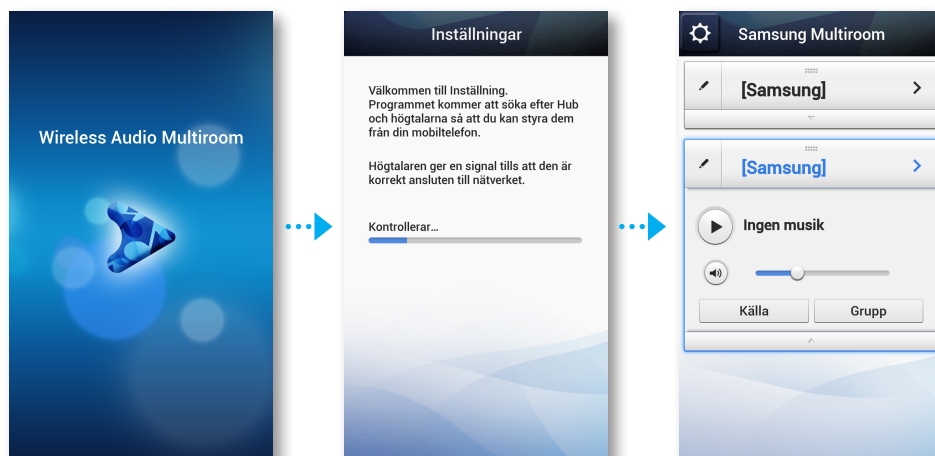 Wireless Audio Multiroom
Inställningar
Välkommen till Inställning.
Programmet kommer att söka efter Hub
och högtalarna så att du kan styra dem
från din mobiltelefon.
Högtalaren ger en signal tills att den är
korrekt ansluten till nätverket.
Kontrollerar...
Samsung Multiroom
[Samsung]
[Samsung]
Ingen musik
Källa
Grupp